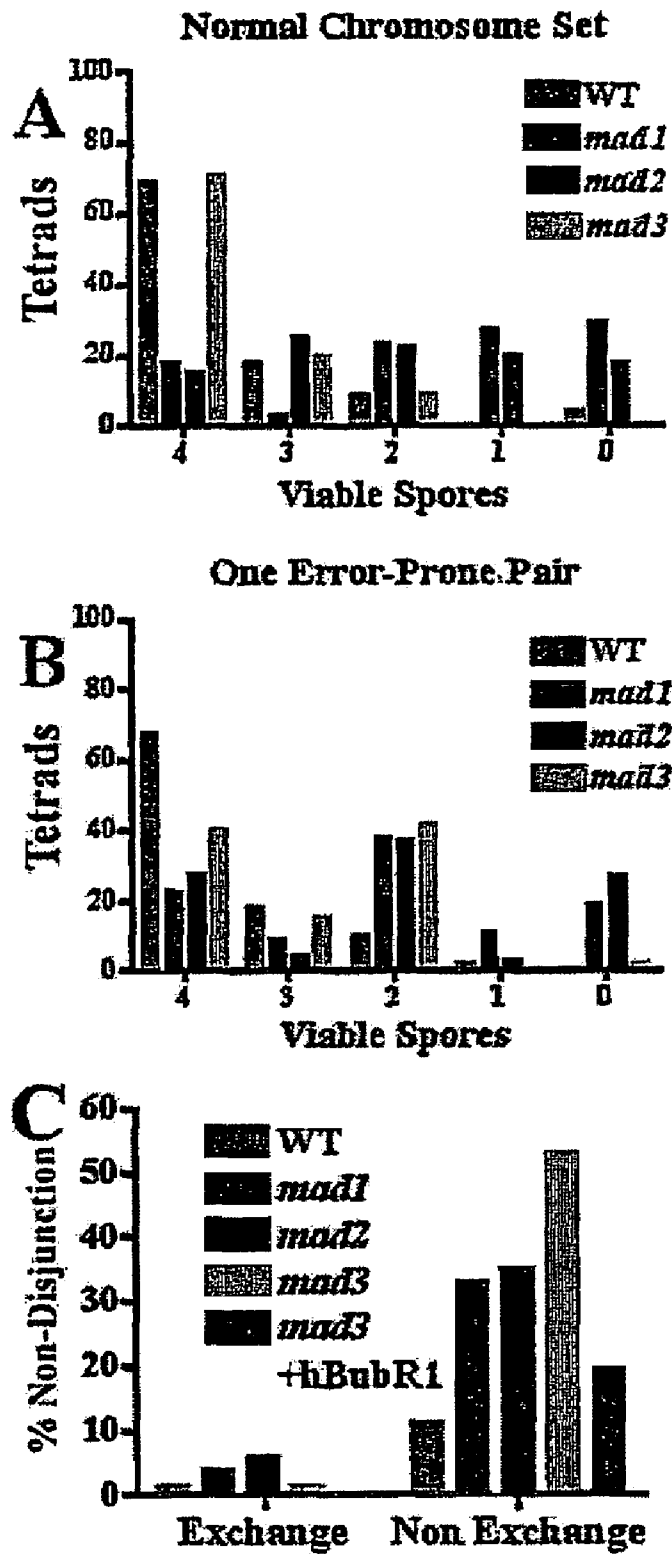 Normal Chromosome Set
A
Tetrads
100
80
60
40
20
0
WT
mad1
mad2
mad3
4 3 2 1 0
Viable Spores
One Error-Prone Pair
B
Tetrads
100
80
60
40
20
0
WT
mad1
mad2
mad3
4 3 2 1 0
Viable Spores
C
% Non-Disjunction
60
50
40
30
20
10
0
WT
mad1
mad2
mad3
mad3
+hBubR1
Exchange Non Exchange